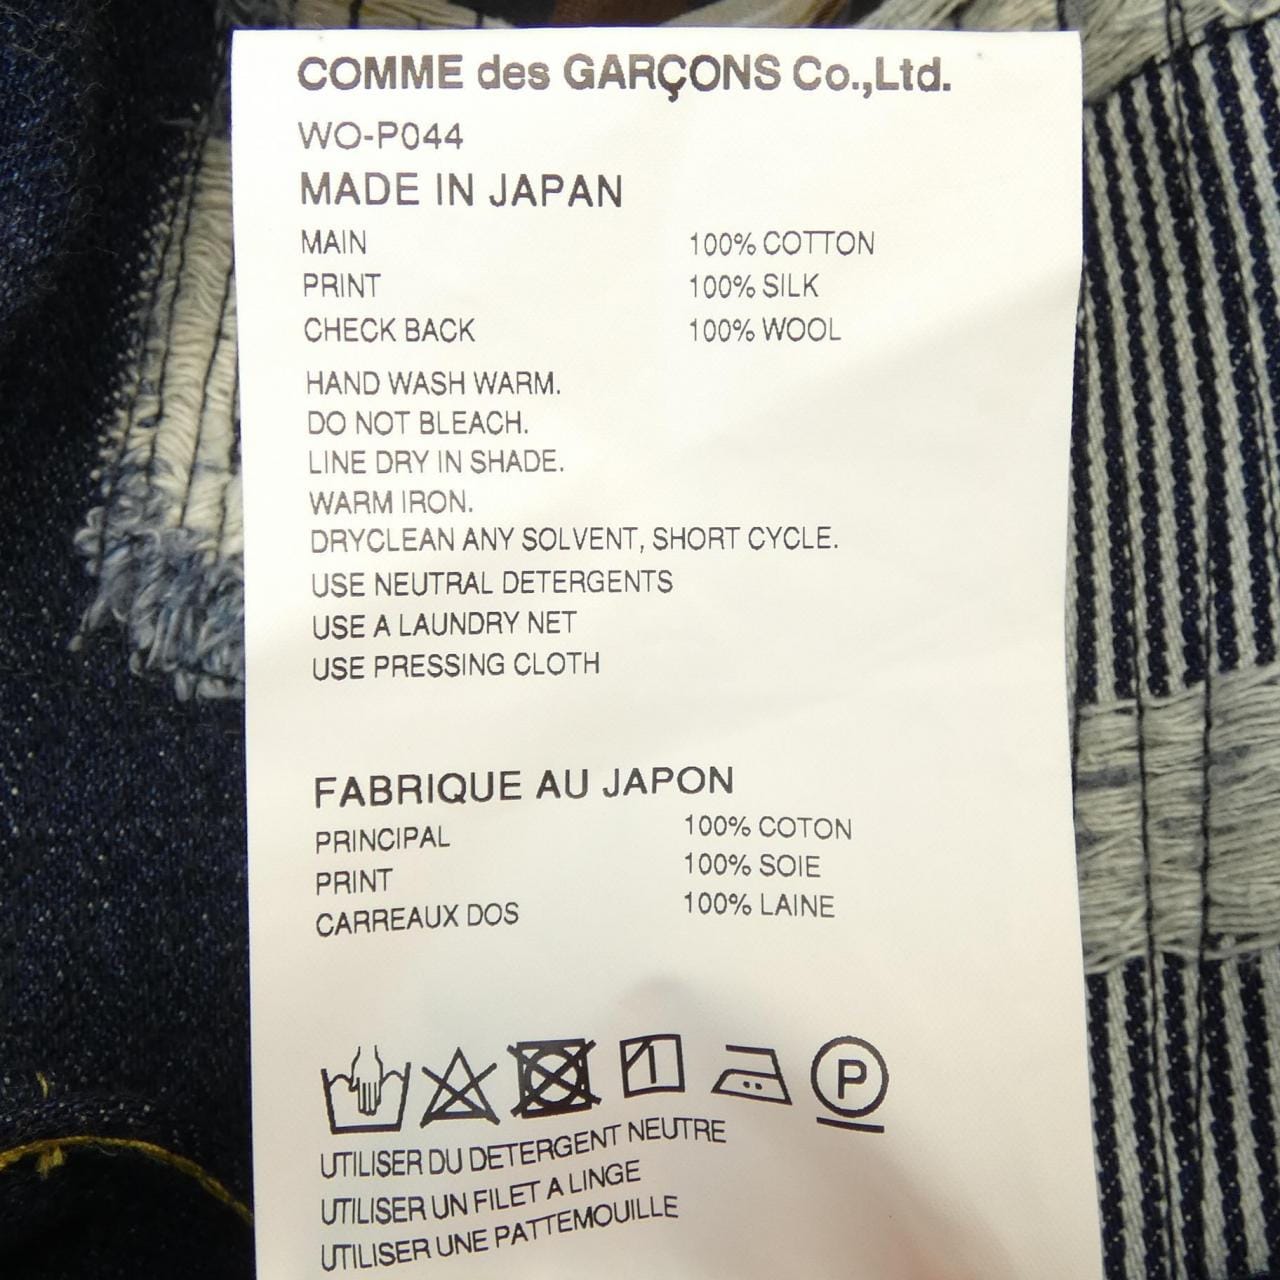 COMME des GARÇONS Co.,Ltd.
WO-P044
MADE IN JAPAN
MAIN 100% COTTON
PRINT 100% SILK
CHECK BACK 100% WOOL
HAND WASH WARM.
DO NOT BLEACH.
LINE DRY IN SHADE.
WARM IRON.
DRYCLEAN ANY SOLVENT, SHORT CYCLE.
USE NEUTRAL DETERGENTS
USE A LAUNDRY NET
USE PRESSING CLOTH
FABRIQUE AU JAPON
PRINCIPAL 100% COTON
PRINT 100% SOIE
CARREAUX DOS 100% LAINE
P
UTILISER DU DETERGENT NEUTRE
UTILISER UN FILET A LINGE
UTILISER UNE PATTEMOUILLE